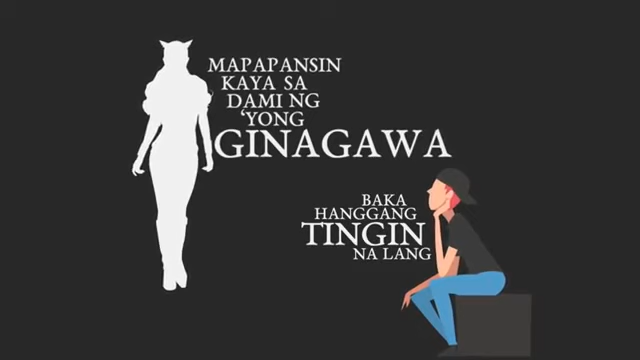 MAPAPANSIN
KAYA SA
DAMI NG
‘YONG
GINAGAWA
BAKA
HANGGANG
TINGIN
NA LANG